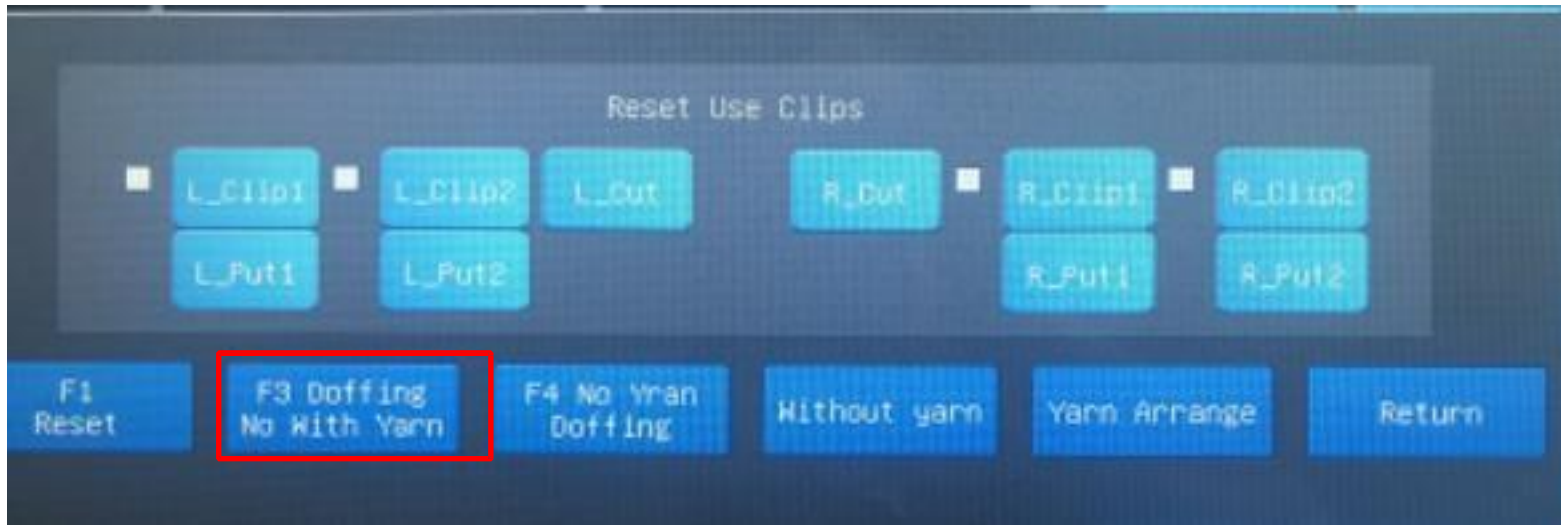 Reset Use Clips
L_Clip1 L_Clip2 L_Cut R_Cut R_Clip1 R_Clip2
L_Put1 L_Put2 R_Put1 R_Put2
F1 Reset
F3 Doffing
No With Yarn
F4 No Yran
Doffing
Without yarn
Yarn Arrange
Return